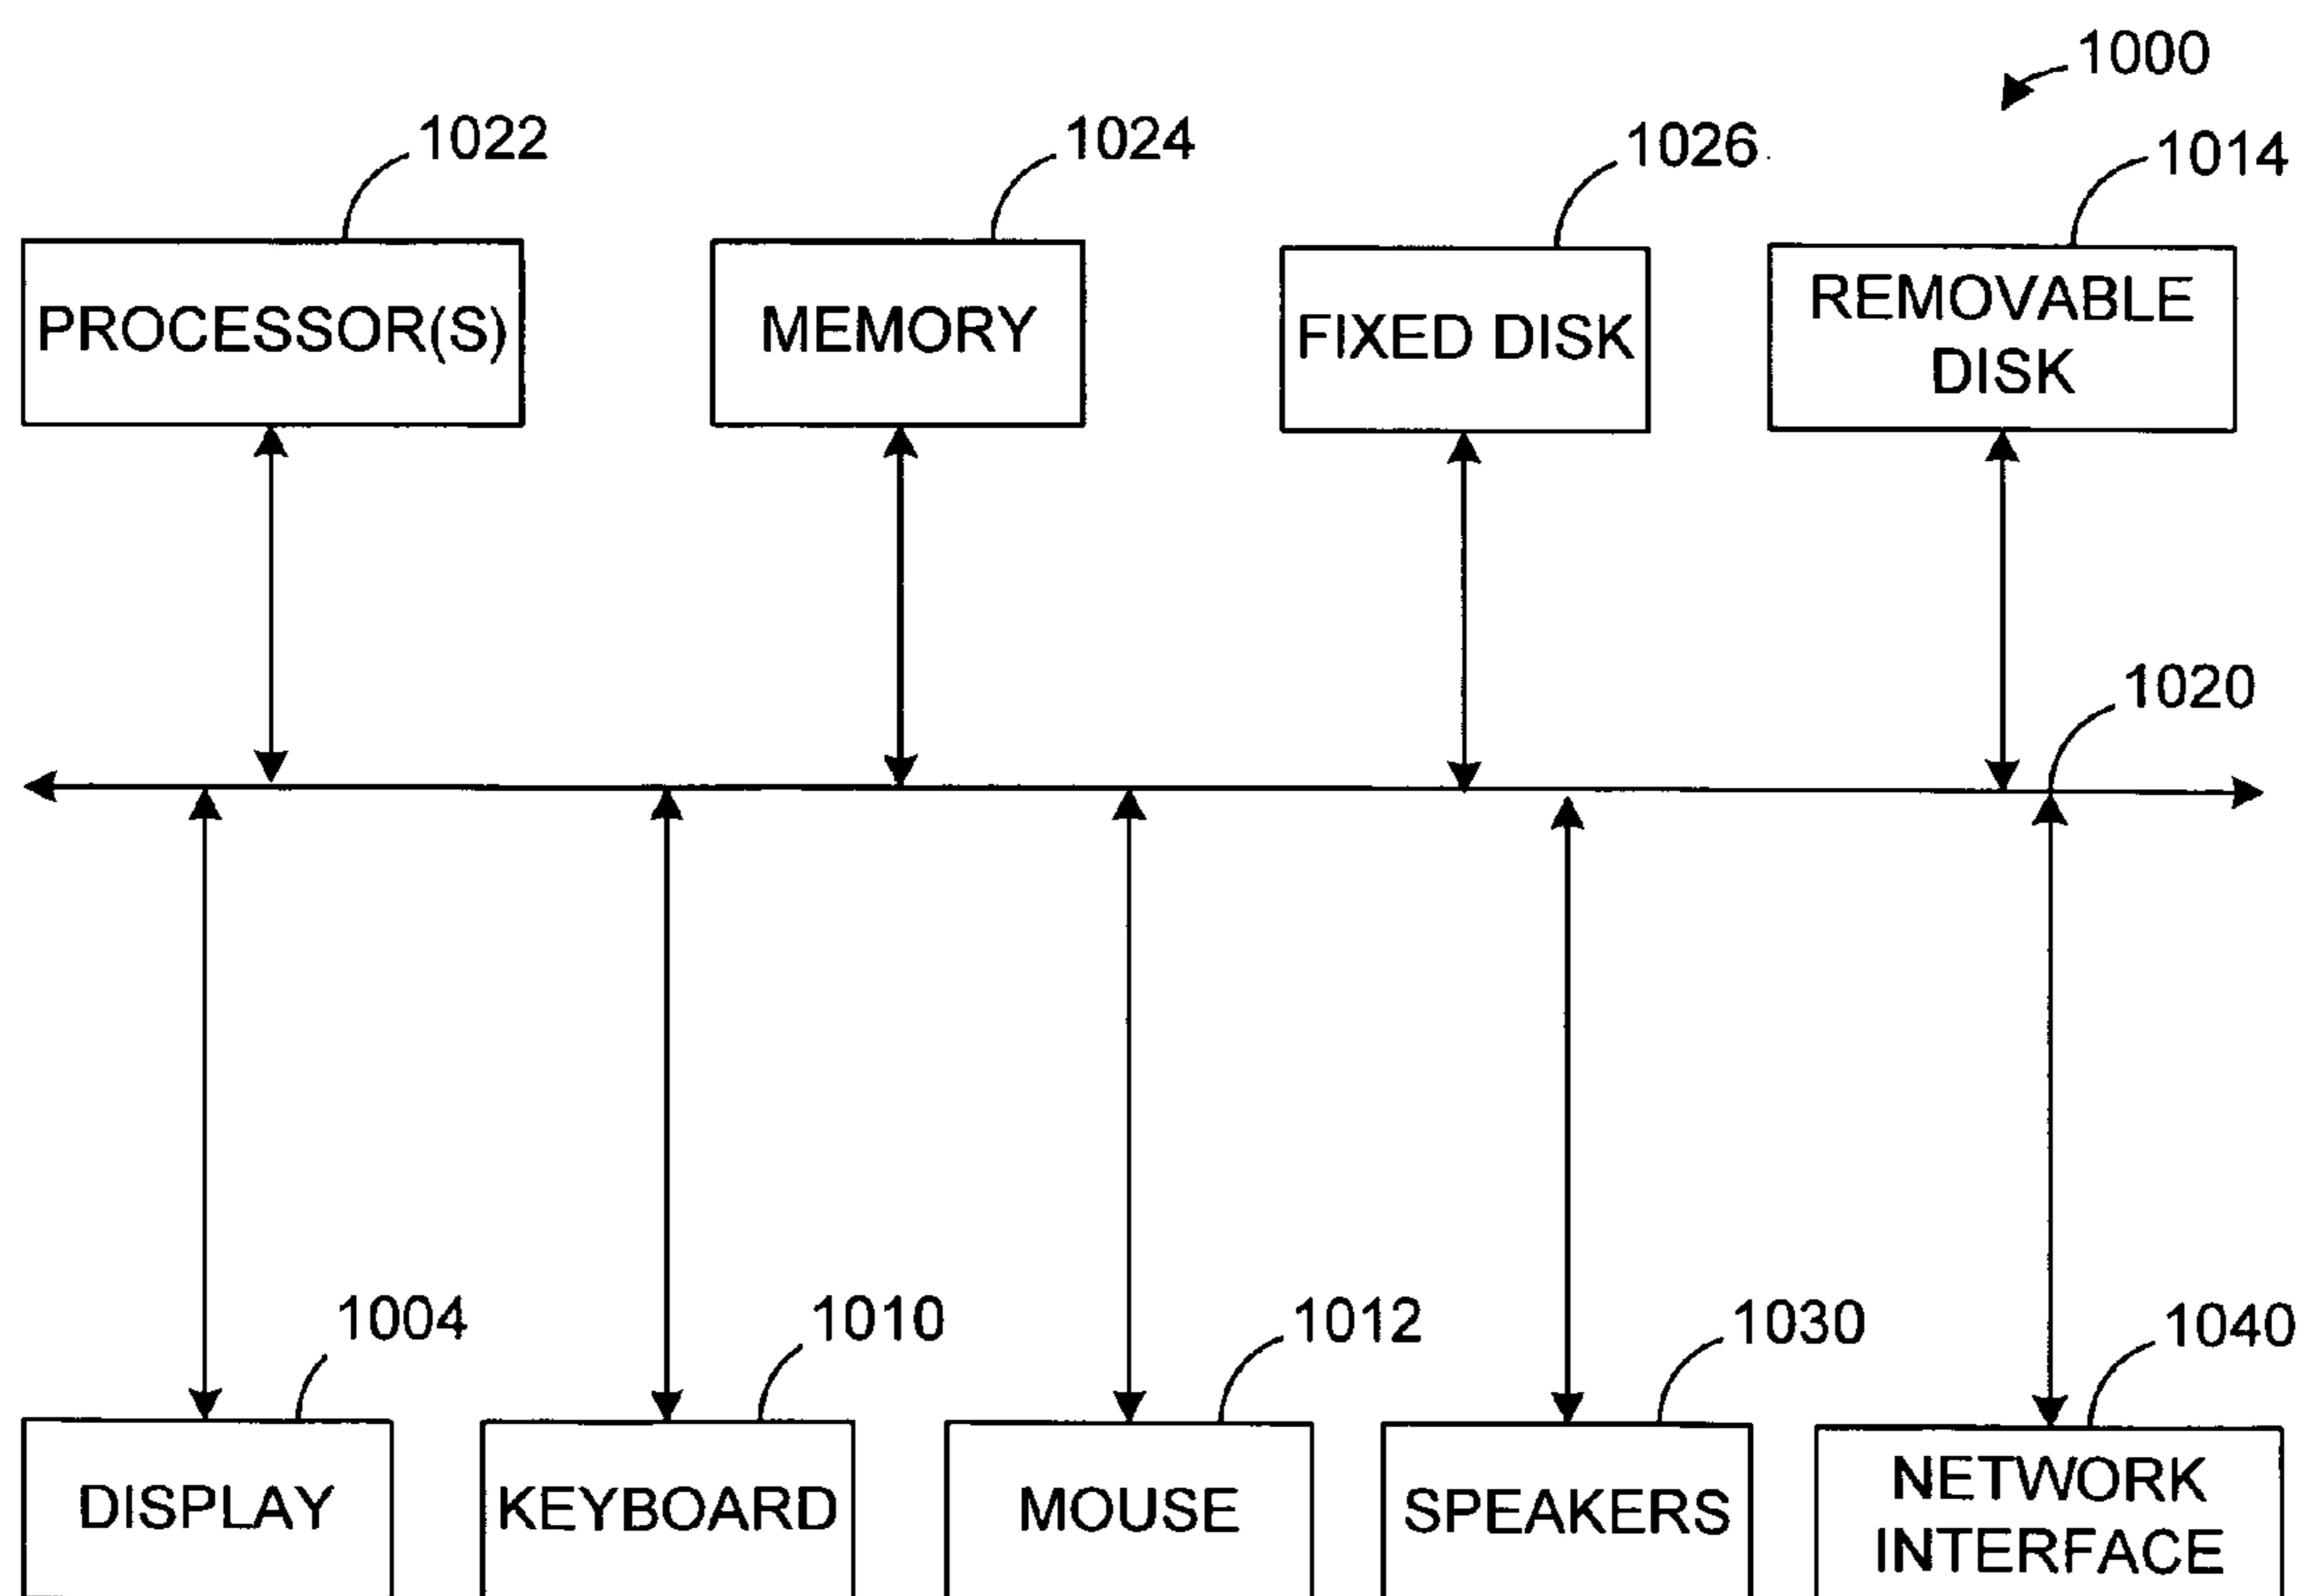 1000
1022
1024
1026
1014
PROCESSOR(S)
MEMORY
FIXED DISK
REMOVABLE
DISK
1020
1004
1010
1012
1030
1040
DISPLAY
KEYBOARD
MOUSE
SPEAKERS
NETWORK
INTERFACE